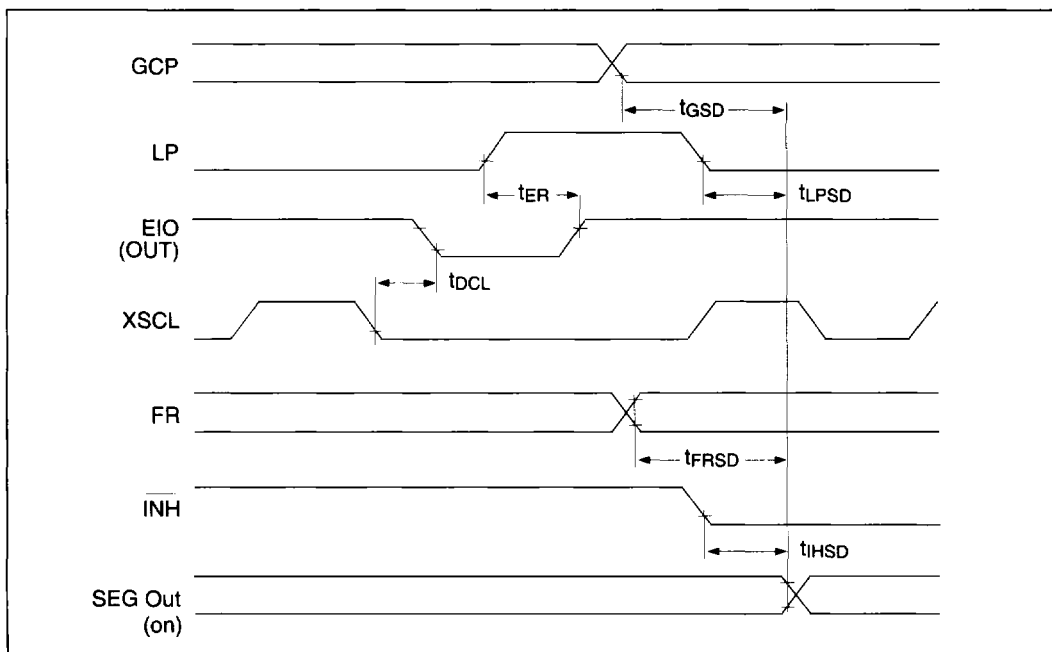 GCP
tGSD
LP
tER
tLPSD
EIO
(OUT)
tDCL
XSCL
FR
tFRSD
INH
tIHSD
SEG Out
(on)